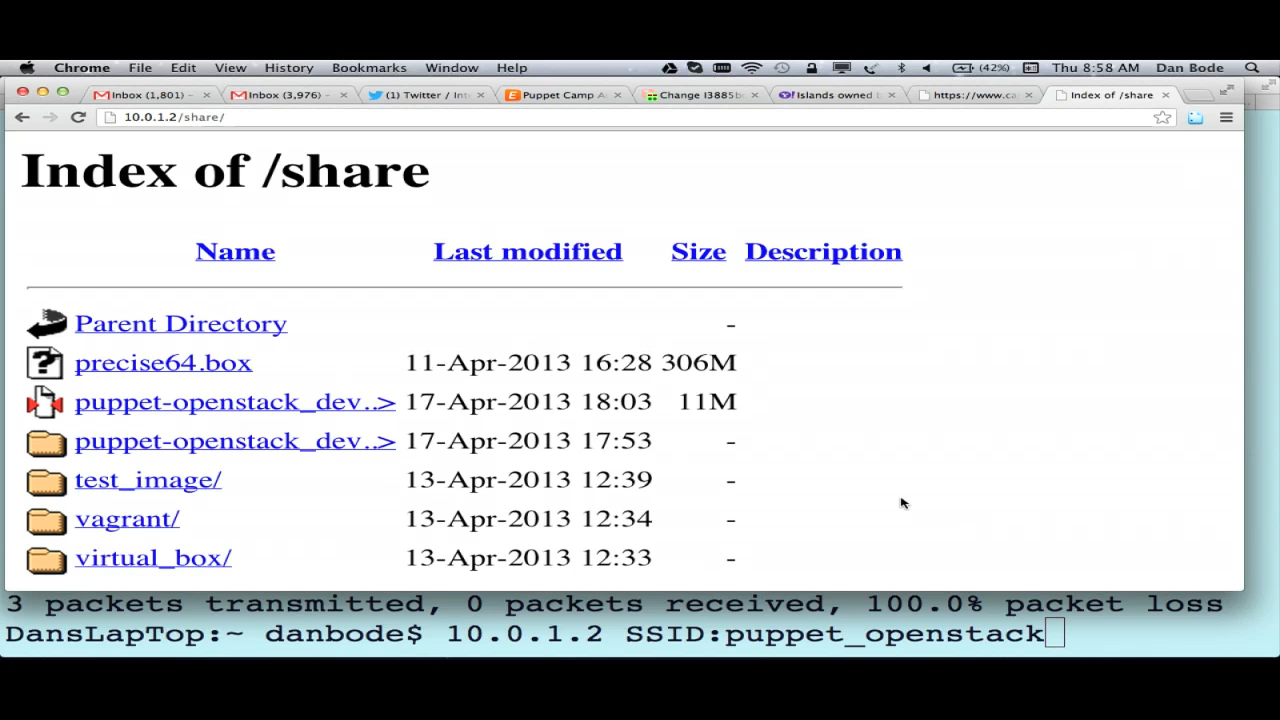 Chrome File Edit View History Bookmarks Window Help (42%) Thu 8:58 AM Dan Bode
Inbox (1,801) - Inbox (3,976) - (1) Twitter / Inte Puppet Camp A Change I3885b Islands owned b https://www.ca Index of /share
10.0.1.2/share/
Index of /share
Name Last modified Size Description
Parent Directory -
precise64.box 11-Apr-2013 16:28 306M
puppet-openstack_dev..> 17-Apr-2013 18:03 11M
puppet-openstack_dev..> 17-Apr-2013 17:53 -
test_image/ 13-Apr-2013 12:39 -
vagrant/ 13-Apr-2013 12:34 -
virtual_box/ 13-Apr-2013 12:33 -
3 packets transmitted, 0 packets received, 100.0% packet loss
DansLapTop:~ danbode$ 10.0.1.2 SSID:puppet_openstack